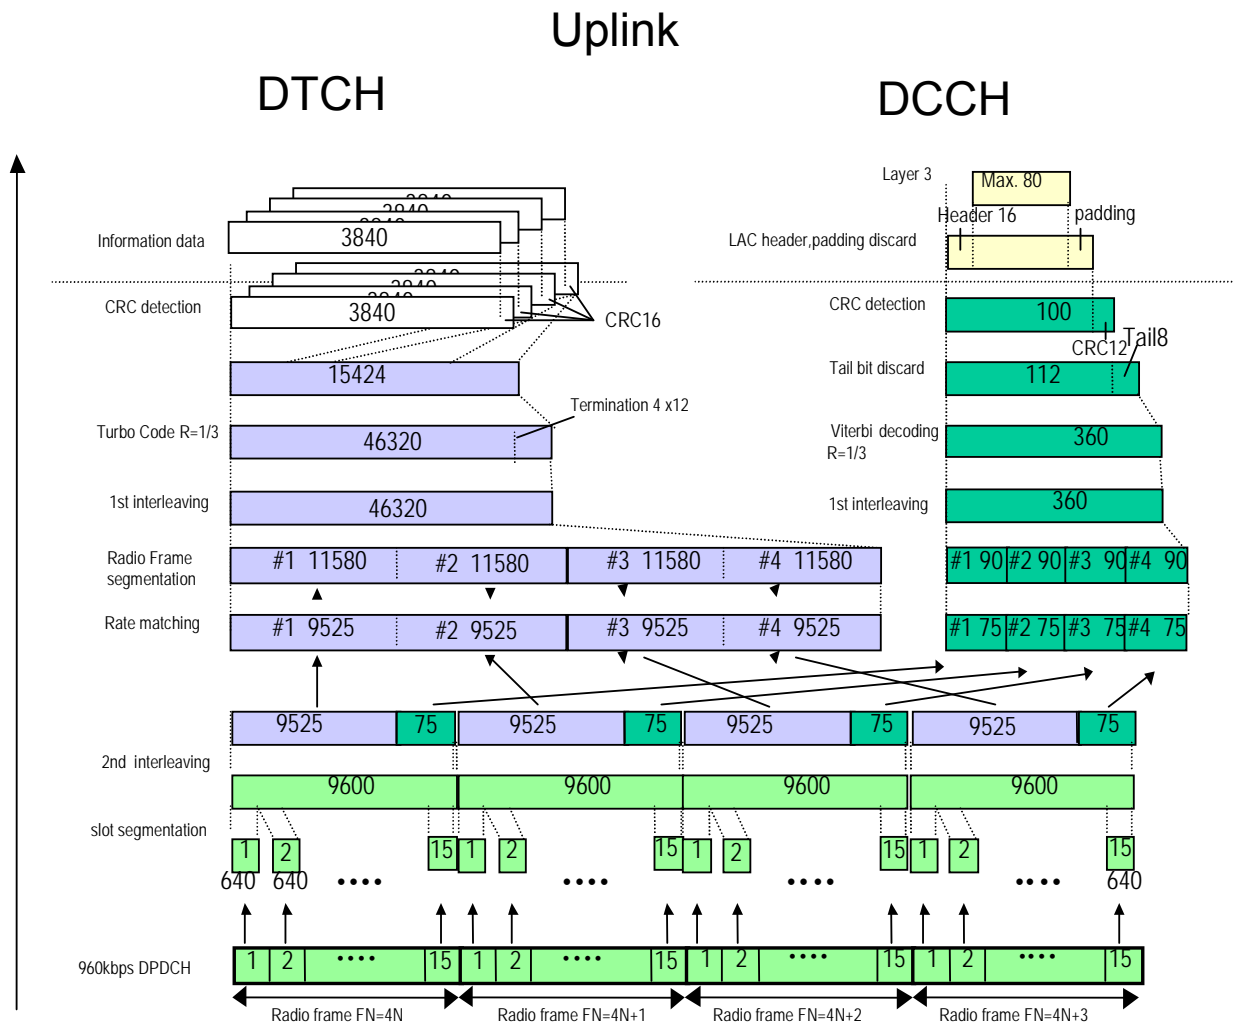 Uplink
DTCH
DCCH
Layer 3
Max. 80
Header 16
padding
Information data
3840
LAC header,padding discard
CRC detection
3840
CRC16
CRC detection
100
CRC12
Tail8
15424
Tail bit discard
112
Termination 4 x12
Turbo Code R=1/3
46320
Viterbi decoding
R=1/3
360
1st interleaving
46320
1st interleaving
360
Radio Frame
segmentation
#1 11580
#2 11580
#3 11580
#4 11580
#1 90
#2 90
#3 90
#4 90
Rate matching
#1 9525
#2 9525
#3 9525
#4 9525
#1 75
#2 75
#3 75
#4 75
9525
75
9525
75
9525
75
9525
75
2nd interleaving
9600
9600
9600
9600
slot segmentation
1
2
15
1
2
15
1
2
15
1
2
15
640
640
••••
••••
••••
••••
640
960kbps DPDCH
1
2
••••
15
1
2
••••
15
1
2
••••
15
1
2
••••
15
Radio frame FN=4N
Radio frame FN=4N+1
Radio frame FN=4N+2
Radio frame FN=4N+3